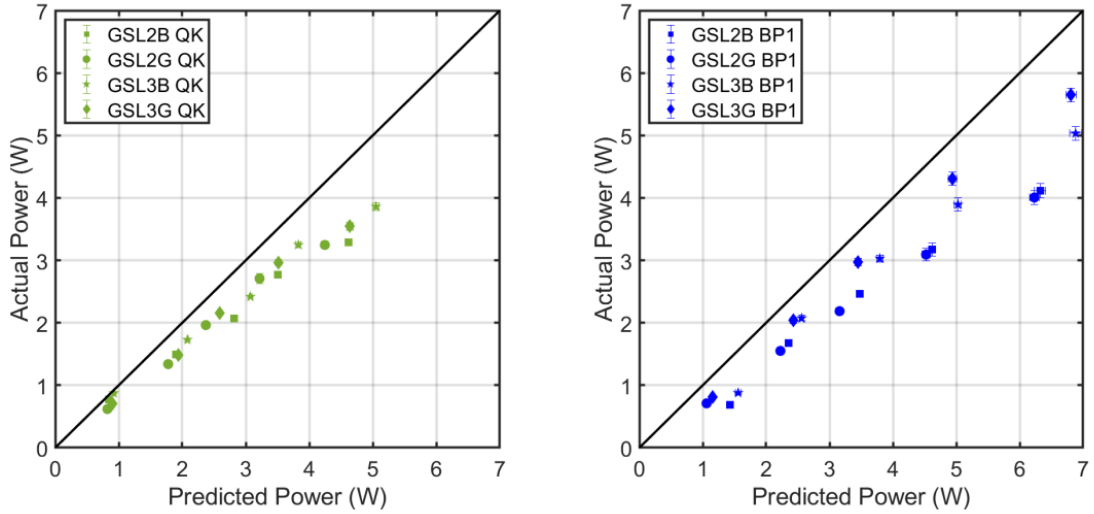 7
6
5
4
3
2
1
0
Actual Power (W)
GSL2B QK
GSL2G QK
GSL3B QK
GSL3G QK
0 1 2 3 4 5 6 7
Predicted Power (W)
7
6
5
4
3
2
1
0
Actual Power (W)
GSL2B BP1
GSL2G BP1
GSL3B BP1
GSL3G BP1
0 1 2 3 4 5 6 7
Predicted Power (W)